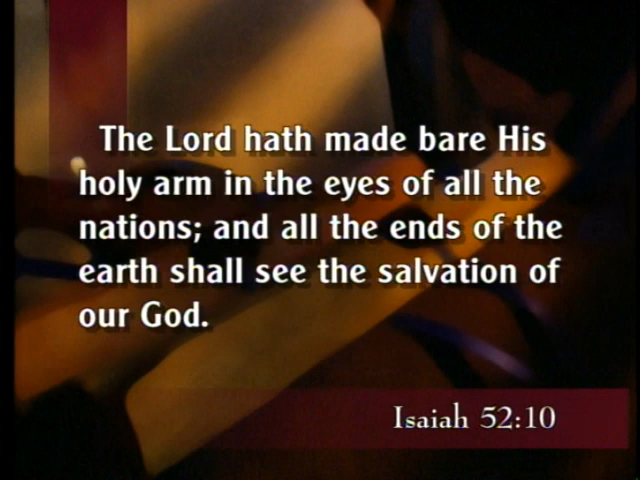 The Lord hath made bare His
holy arm in the eyes of all the
nations; and all the ends of the
earth shall see the salvation of
our God.
Isaiah 52:10